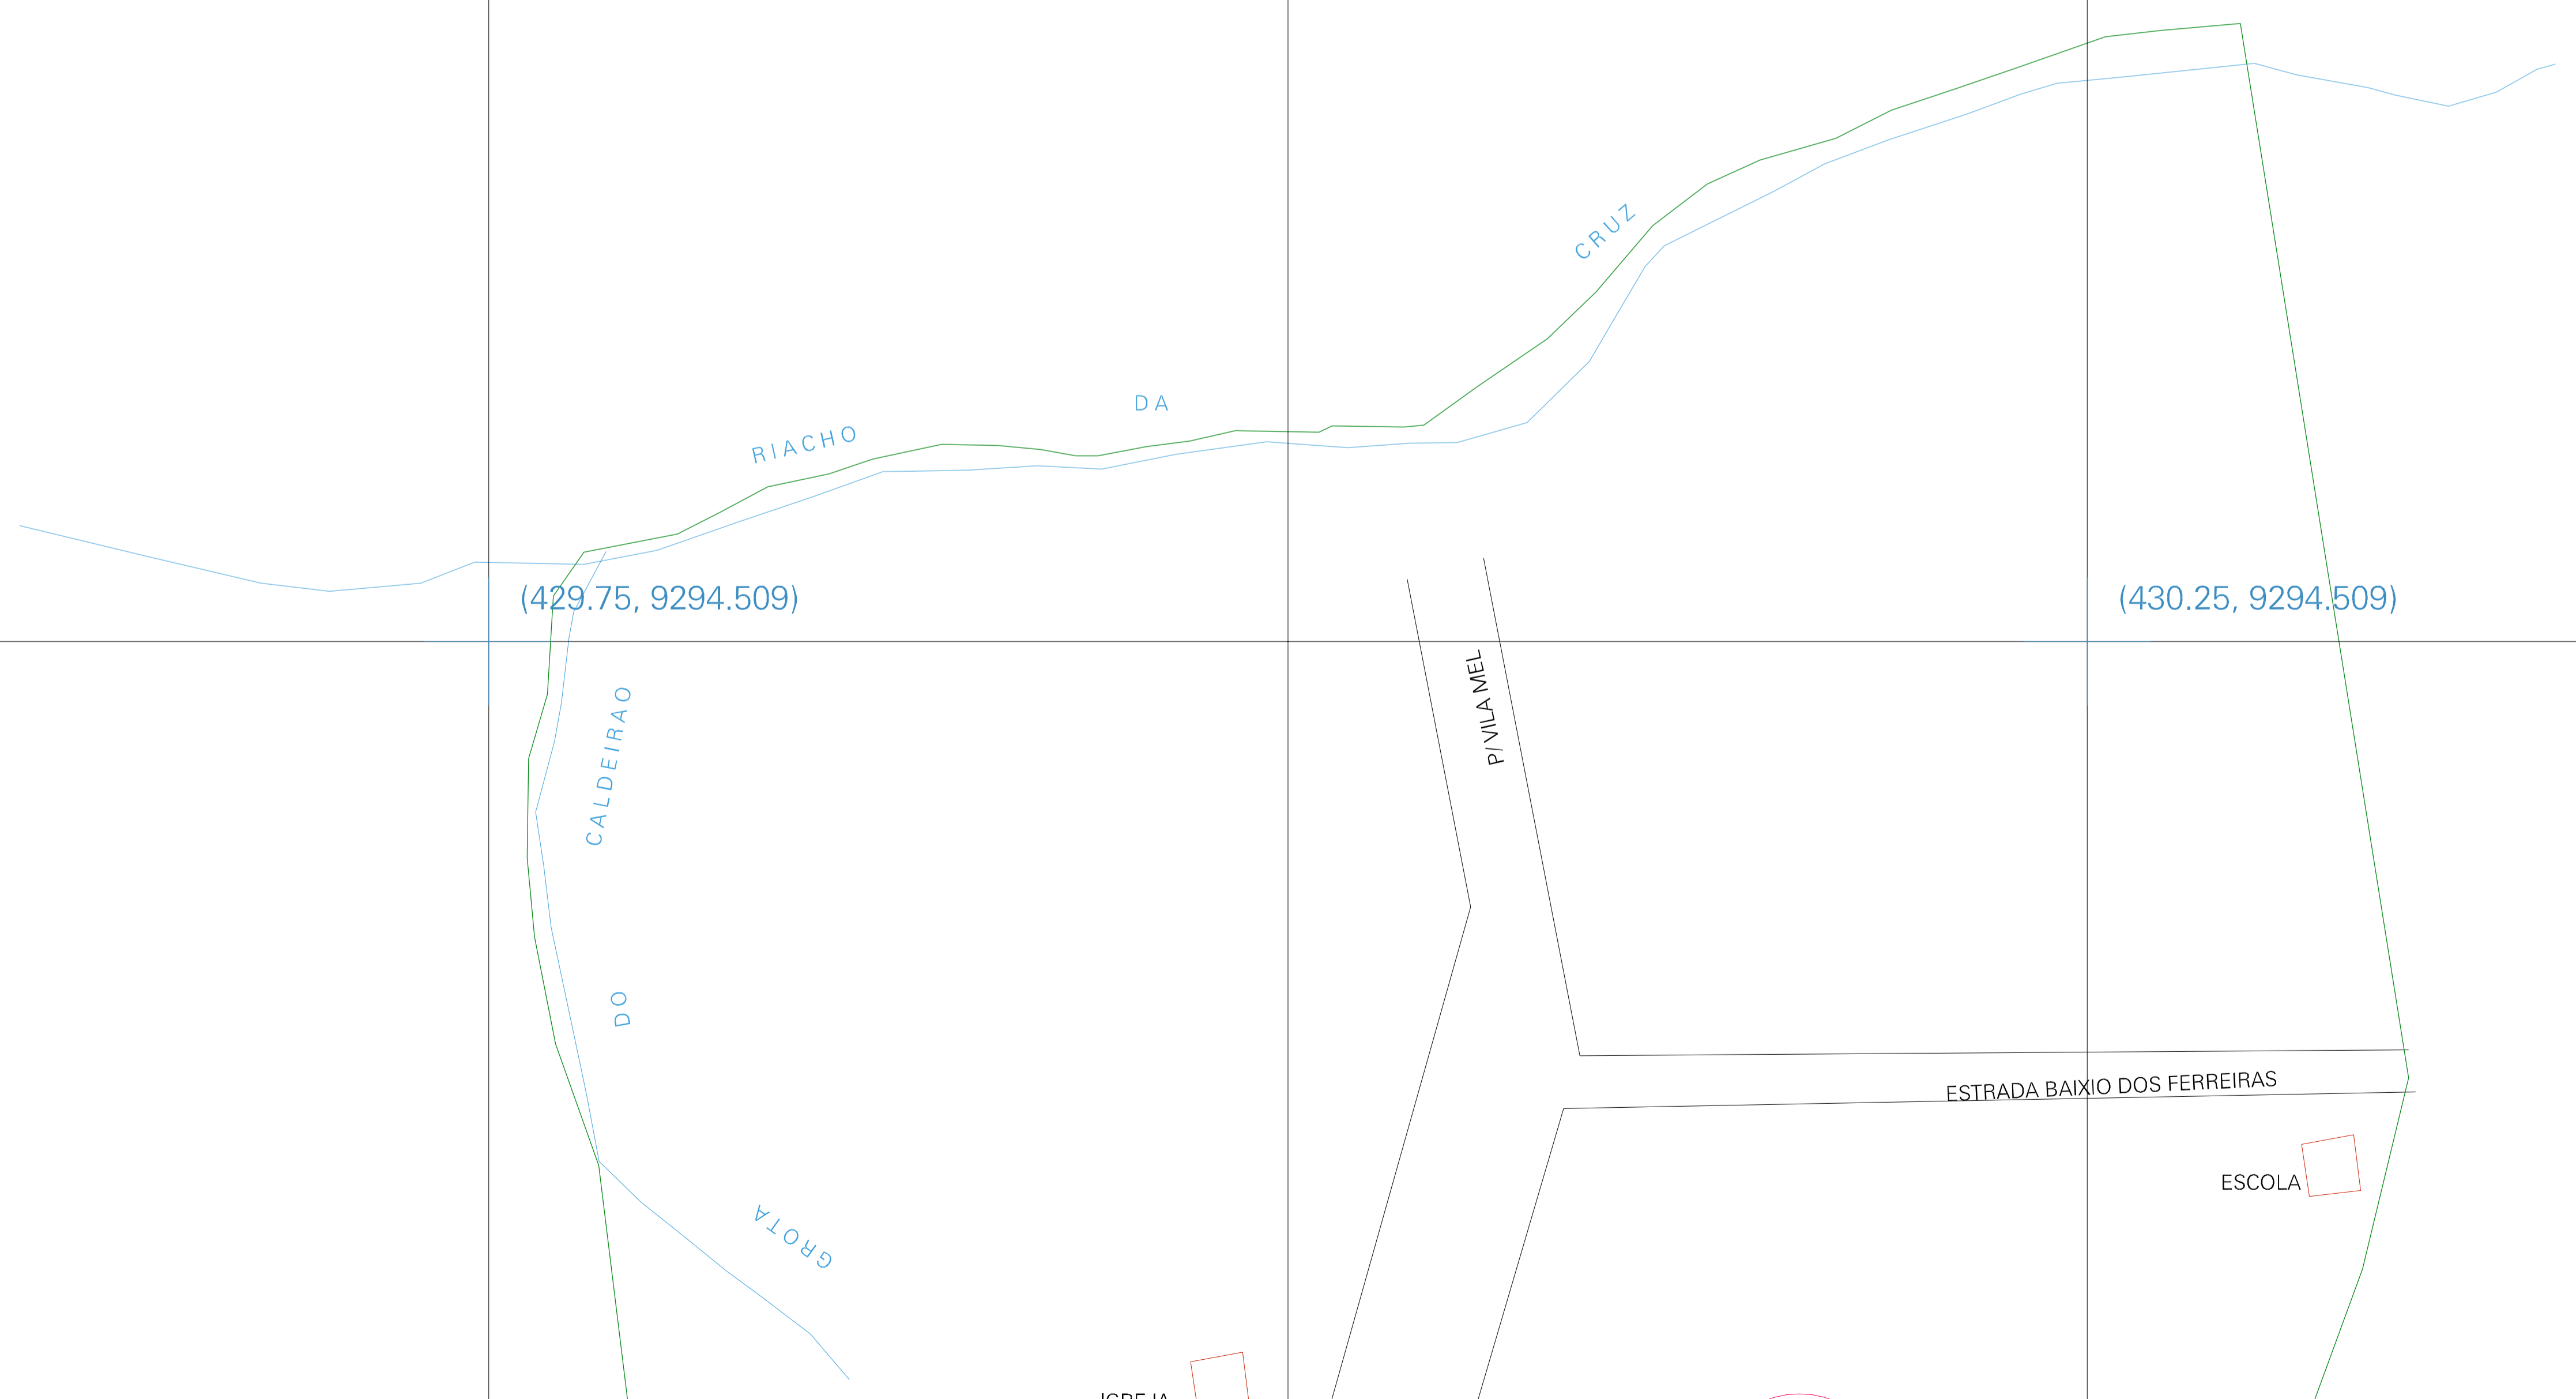 CRUZ
DA
RIACHO
(429.75, 9294.509)
(430.25, 9294.509)
P/ VILA MEL
CALDEIRAO
DO
ESTRADA BAIXIO DOS FERREIRAS
ESCOLA
GROTA